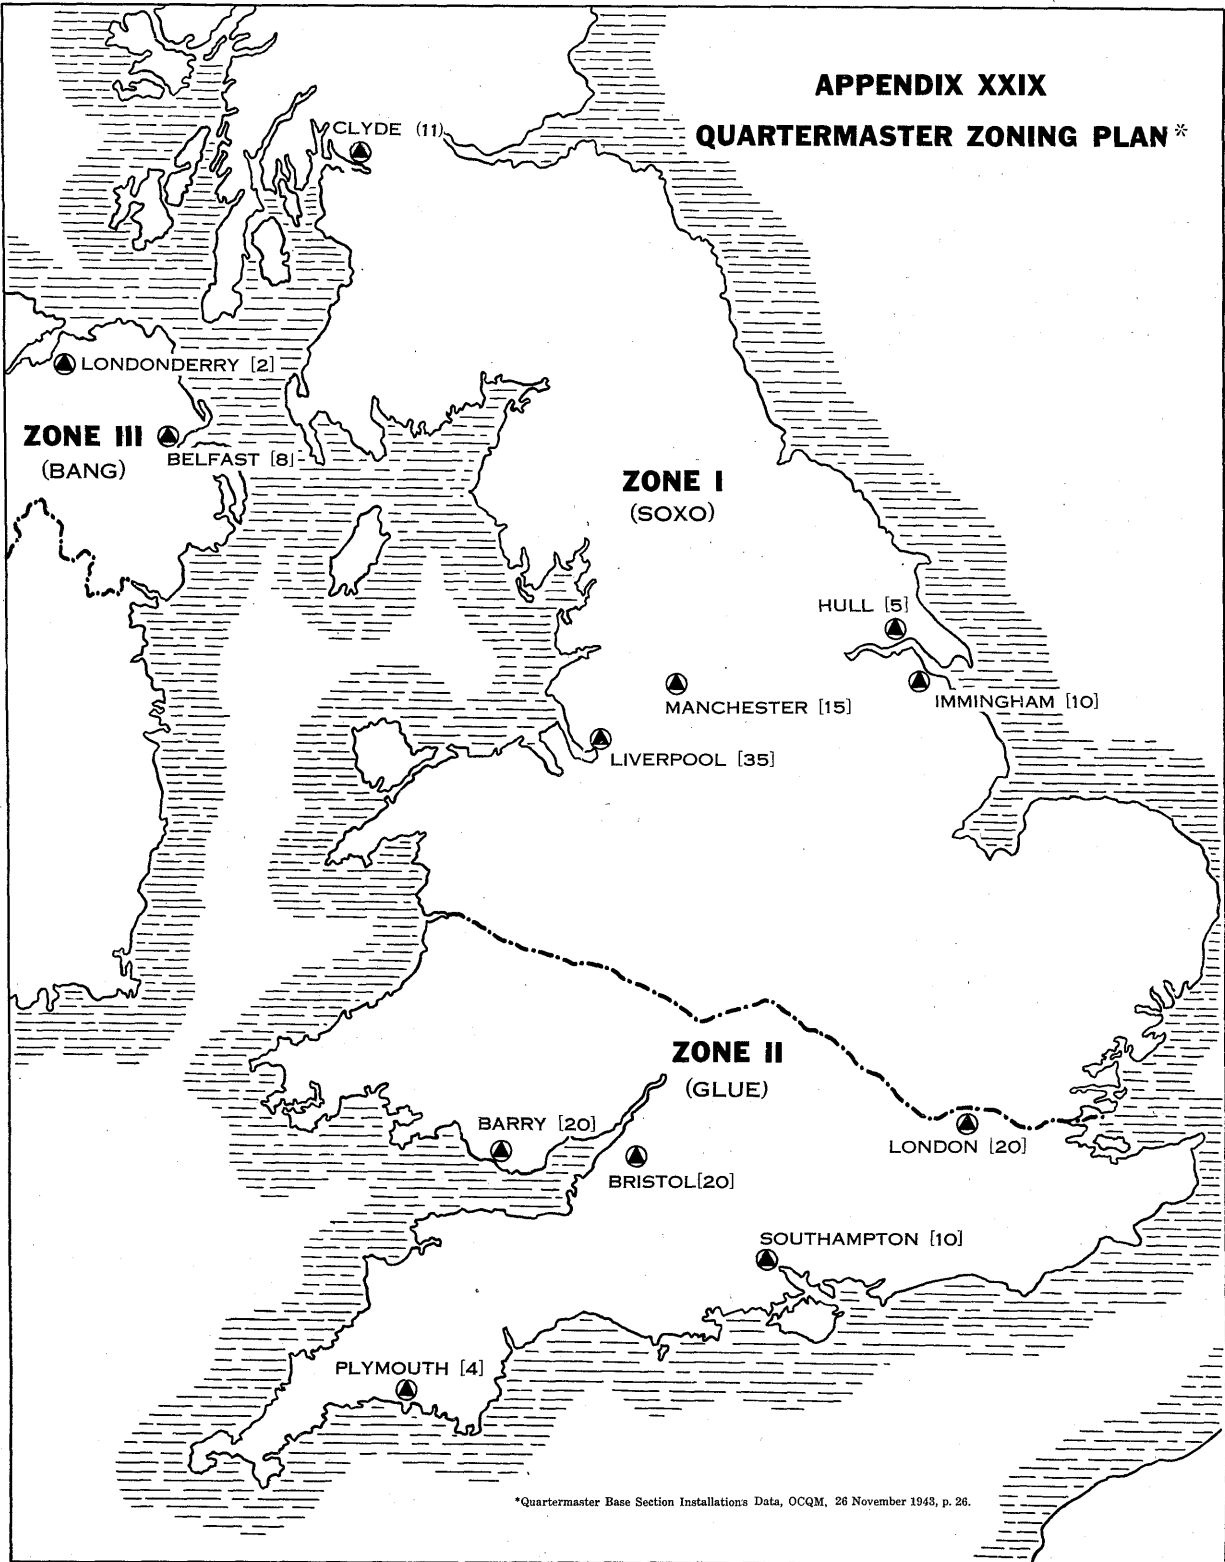 APPENDIX XXIX
QUARTERMASTER ZONING PLAN*
CLYDE (11)
LONDONDERRY [2]
ZONE III
(BANG)
BELFAST [8]
ZONE I
(SOXO)
HULL [5]
IMMINGHAM [10]
MANCHESTER [15]
LIVERPOOL [35]
ZONE II
(GLUE)
BARRY [20]
LONDON [20]
BRISTOL[20]
SOUTHAMPTON [10]
PLYMOUTH [4]
*Quartermaster Base Section Installations Data, OCQM, 26 November 1943, p. 26.